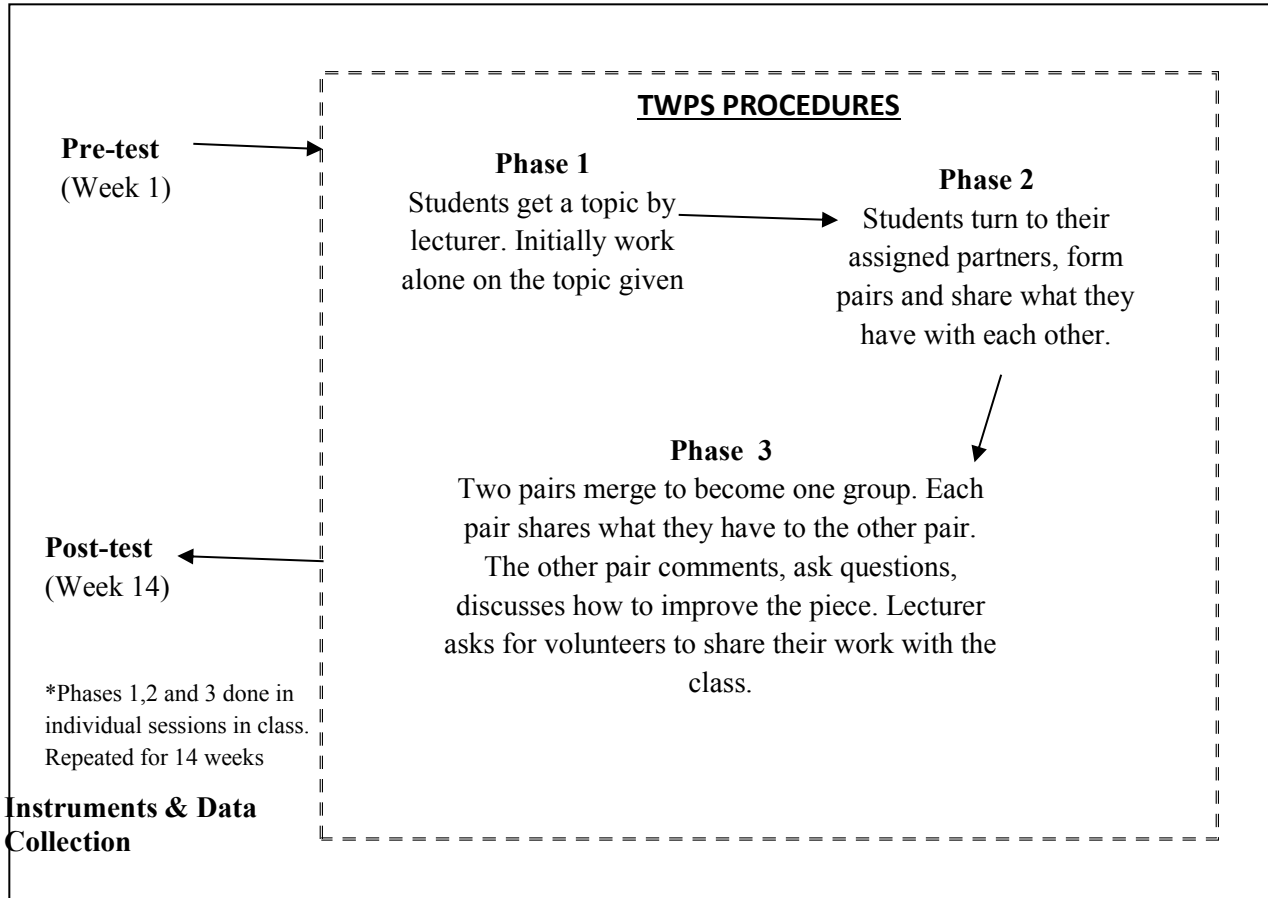 TWPS PROCEDURES
Pre-test
(Week 1)
Phase 1
Students get a topic by
lecturer. Initially work
alone on the topic given
Phase 2
Students turn to their
assigned partners, form
pairs and share what they
have with each other.
Phase 3
Two pairs merge to become one group. Each
pair shares what they have to the other pair.
The other pair comments, ask questions,
discusses how to improve the piece. Lecturer
asks for volunteers to share their work with the
class.
Post-test
(Week 14)
*Phases 1,2 and 3 done in
individual sessions in class.
Repeated for 14 weeks
Instruments & Data
Collection